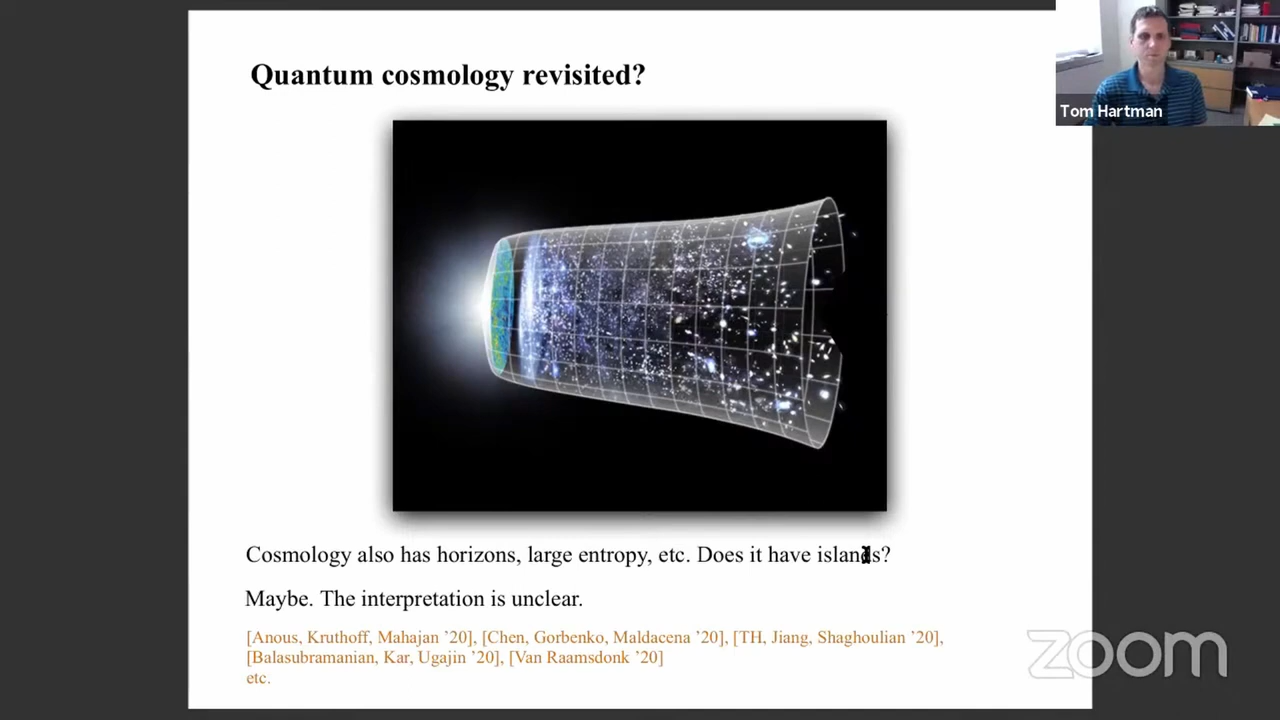 Quantum cosmology revisited?
Tom Hartman
Cosmology also has horizons, large entropy, etc. Does it have islands?
Maybe. The interpretation is unclear.
[Anous, Kruthoff, Mahajan ’20], [Chen, Gorbenko, Maldacena ’20], [TH, Jiang, Shaghoulian ’20],
[Balasubramanian, Kar, Ugajin ’20], [Van Raamsdonk ’20]
etc.
zoom